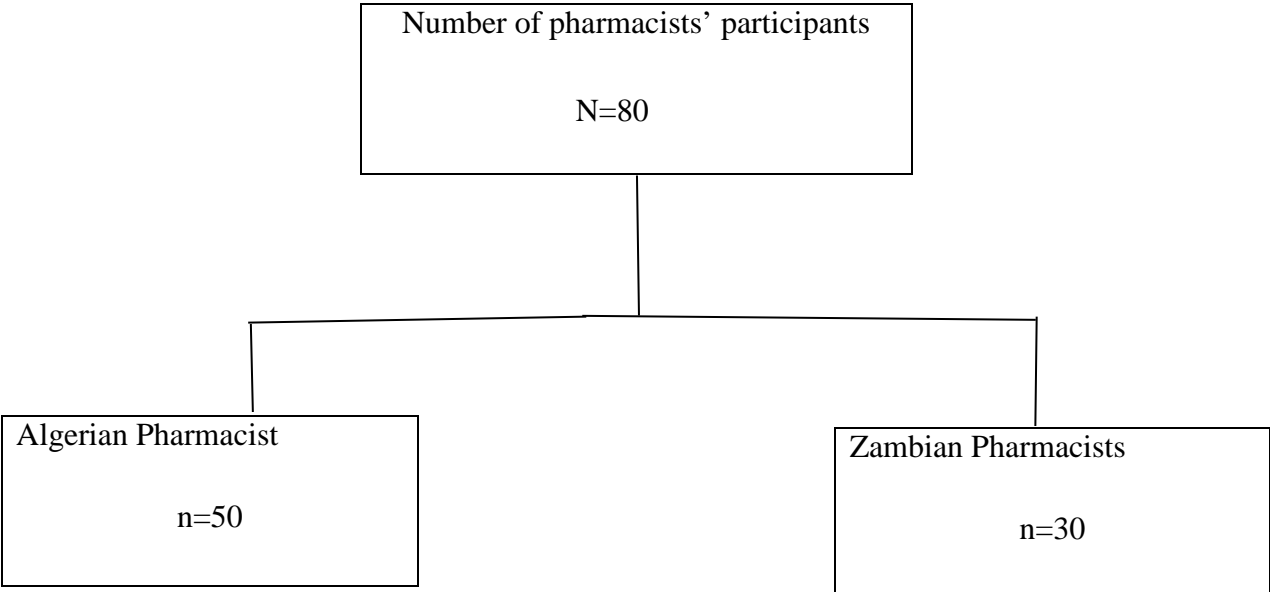 Number of pharmacists’ participants
N=80
Algerian Pharmacist
n=50
Zambian Pharmacists
n=30